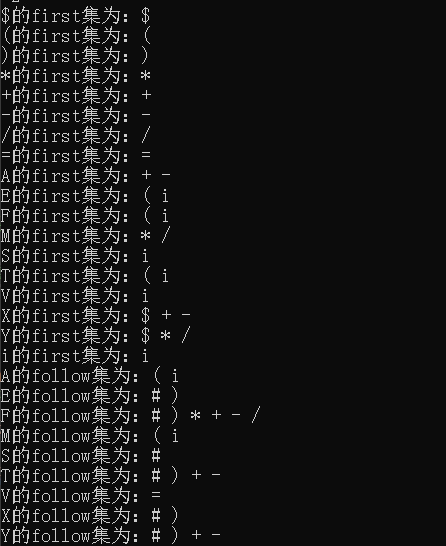 $的first集为: $
(的first集为: (
)的first集为: )
*的first集为: *
+的first集为: +
-的first集为: -
/的first集为: /
=的first集为: =
A的first集为: + -
E的first集为: ( i
F的first集为: ( i
M的first集为: * /
S的first集为: i
T的first集为: ( i
V的first集为: i
X的first集为: $ + -
Y的first集为: $ * /
i的first集为: i
A的follow集为: ( i
E的follow集为: # )
F的follow集为: # ) * + - /
M的follow集为: ( i
S的follow集为: #
T的follow集为: # ) + -
V的follow集为: =
X的follow集为: # )
Y的follow集为: # ) + -